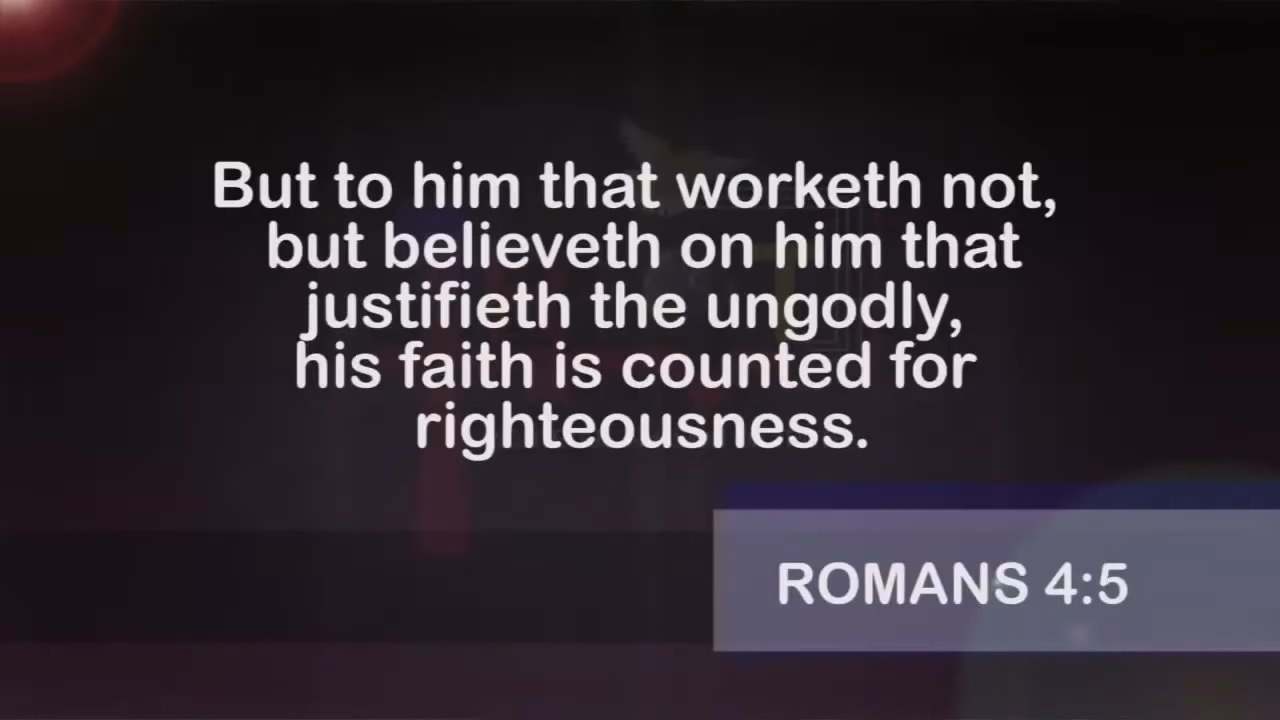 But to him that worketh not,
but believeth on him that
justifieth the ungodly,
his faith is counted for
righteousness.
ROMANS 4:5